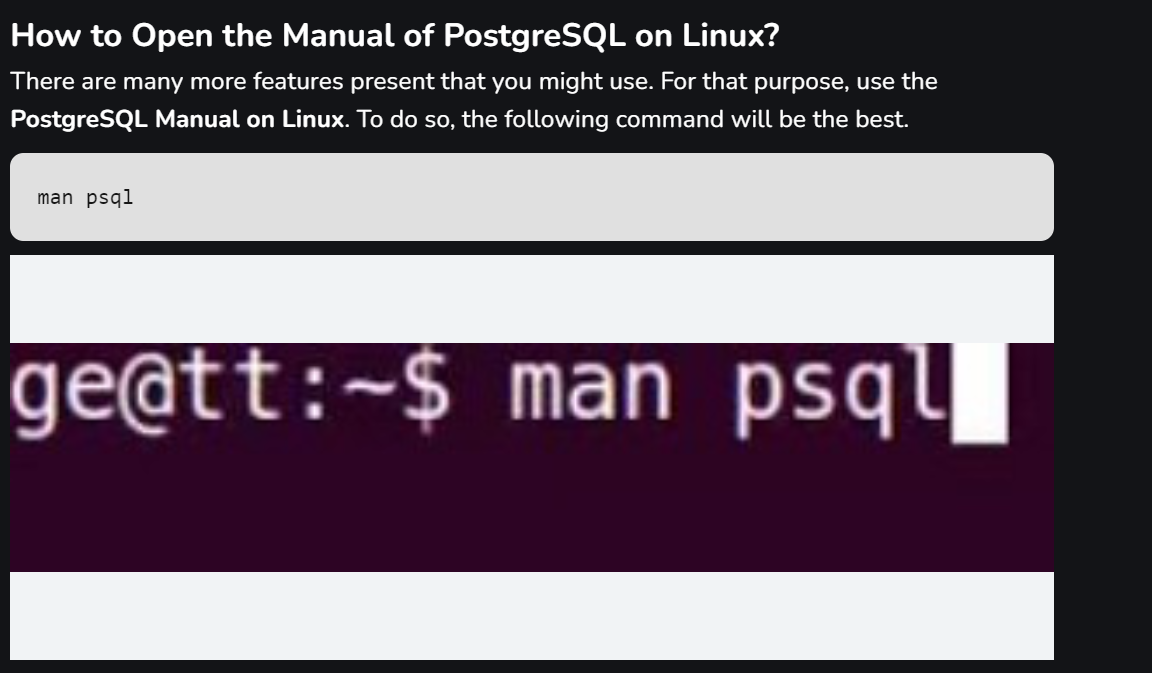 How to Open the Manual of PostgreSQL on Linux?
There are many more features present that you might use. For that purpose, use the
PostgreSQL Manual on Linux. To do so, the following command will be the best.
man psql
ge@tt:~$ man psql